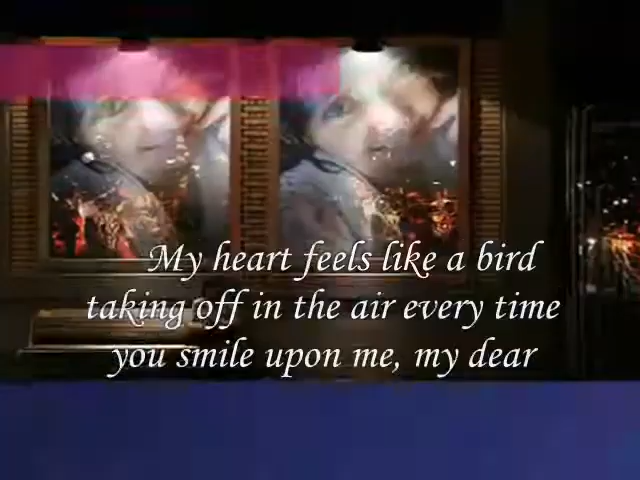 My heart feels like a bird
taking off in the air every time
you smile upon me, my dear